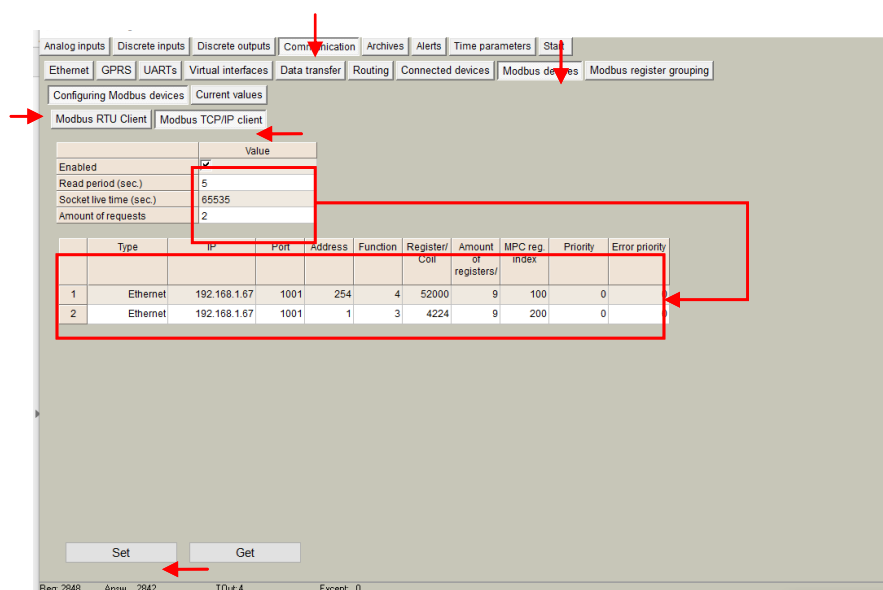 Analog inputs Discrete inputs Discrete outputs Communication Archives Alerts Time parameters Start
Ethernet GPRS UARTs Virtual interfaces Data transfer Routing Connected devices Modbus devices Modbus register grouping
Configuring Modbus devices Current values
Modbus RTU Client Modbus TCP/IP client
Value
Enabled
Read period (sec.) 5
Socket live time (sec.) 65535
Amount of requests 2
Type IP Port Address Function Register/ Amount MPC reg. Priority Error priority
Coil of index
registers/
1 Ethernet 192.168.1.67 1001 254 4 52000 9 100 0 0
2 Ethernet 192.168.1.67 1001 1 3 4224 9 200 0 0
Set Get
Req: 2848 Answ.: 2842 TOut:4 Except: 0